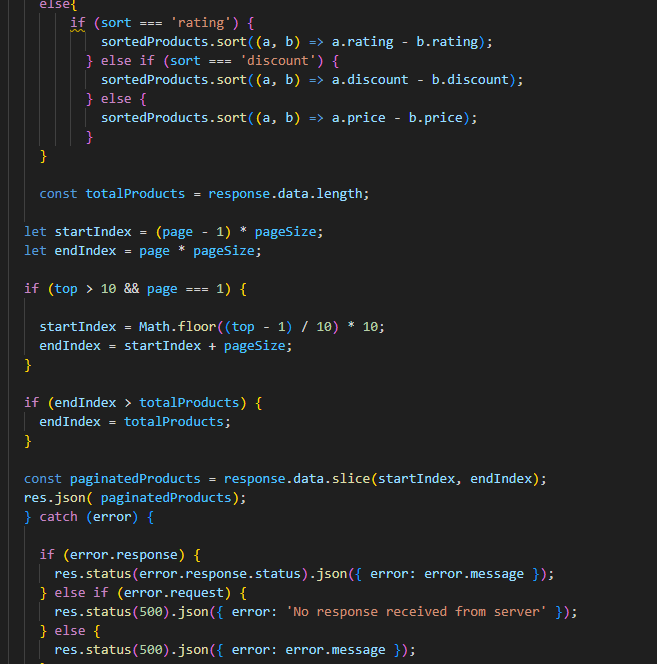 else{
if (sort === 'rating') {
sortedProducts.sort((a, b) => a.rating - b.rating);
} else if (sort === 'discount') {
sortedProducts.sort((a, b) => a.discount - b.discount);
} else {
sortedProducts.sort((a, b) => a.price - b.price);
}
}
const totalProducts = response.data.length;
let startIndex = (page - 1) * pageSize;
let endIndex = page * pageSize;
if (top > 10 && page === 1) {
startIndex = Math.floor((top - 1) / 10) * 10;
endIndex = startIndex + pageSize;
}
if (endIndex > totalProducts) {
endIndex = totalProducts;
}
const paginatedProducts = response.data.slice(startIndex, endIndex);
res.json( paginatedProducts);
} catch (error) {
if (error.response) {
res.status(error.response.status).json({ error: error.message });
} else if (error.request) {
res.status(500).json({ error: 'No response received from server' });
} else {
res.status(500).json({ error: error.message });